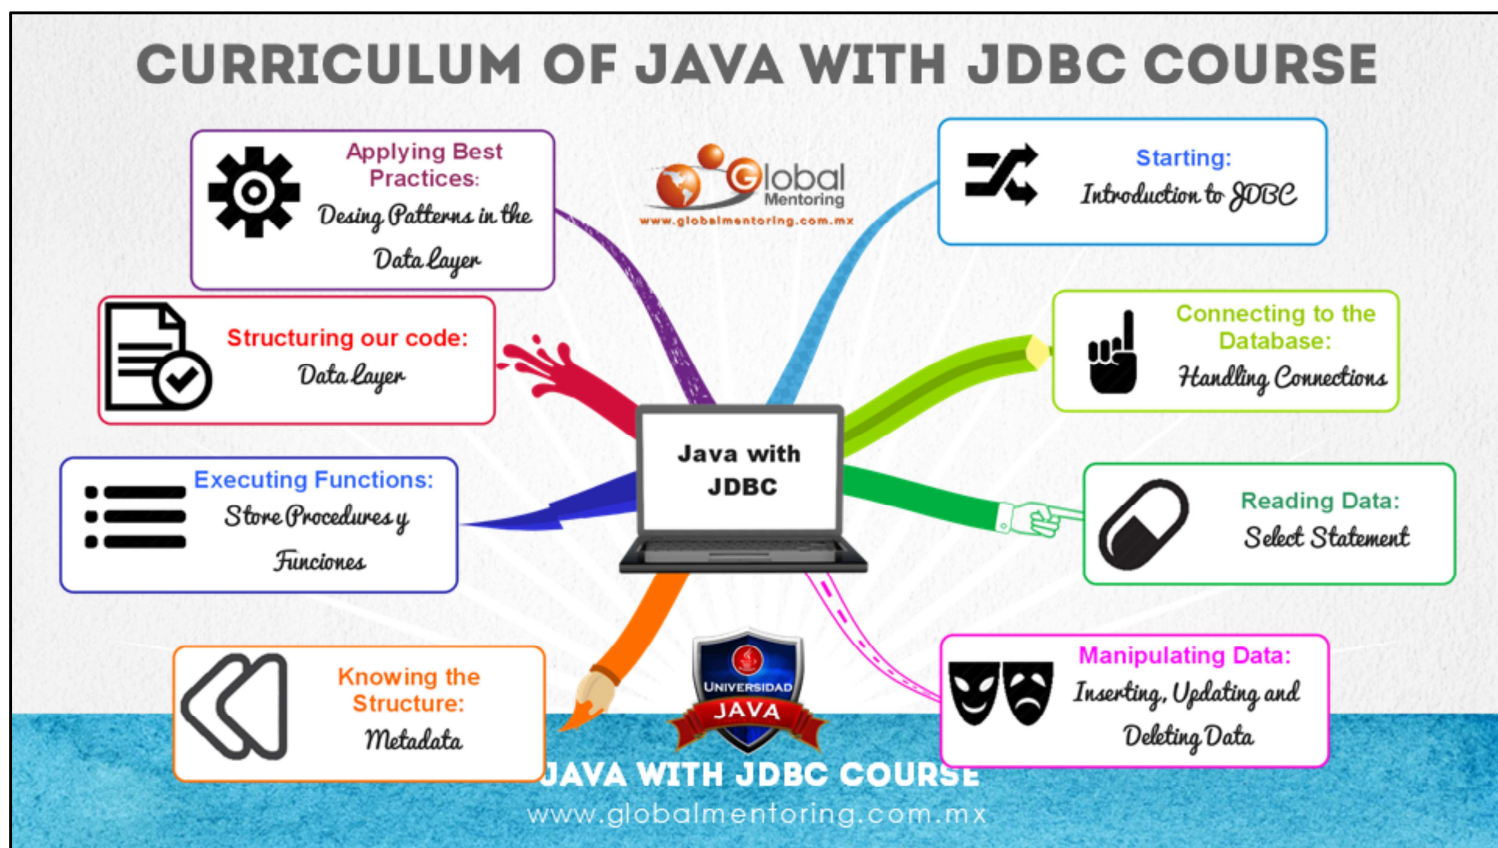 CURRICULUM OF JAVA WITH JDBC COURSE
Applying Best
Practices:
Desing Patterns in the
Data Layer
Global
Mentoring
www.globalmentoring.com.mx
Starting:
Introduction to JDBC
Structuring our code:
Data Layer
Connecting to the
Database:
Handling Connections
Java with
JDBC
Executing Functions:
Store Procedures y
Funciones
Reading Data:
Select Statement
Knowing the
Structure:
Metadata
UNIVERSIDAD
JAVA
Manipulating Data:
Inserting, Updating and
Deleting Data
JAVA WITH JDBC COURSE
www.globalmentoring.com.mx